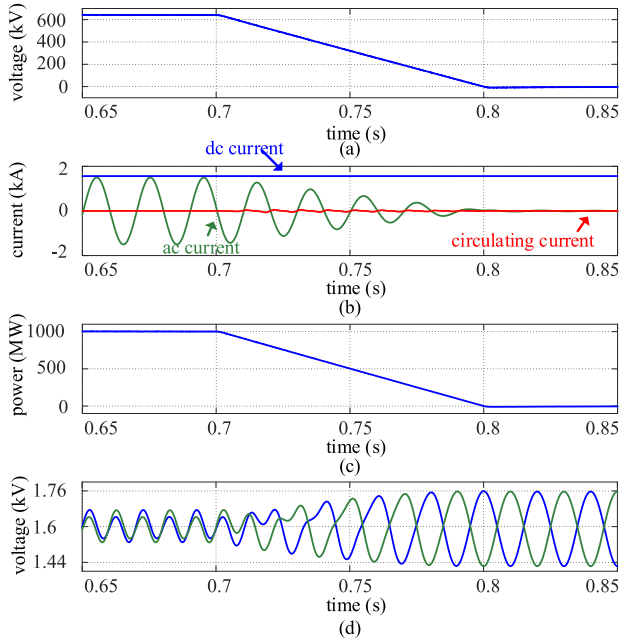 voltage (kV)
600
400
200
0
0.65 0.7 0.75 0.8 0.85
time (s)
(a)
dc current
current (kA)
2
0
-2
ac current
circulating current
0.65 0.7 0.75 0.8 0.85
time (s)
(b)
power (MW)
1000
500
0
0.65 0.7 0.75 0.8 0.85
time (s)
(c)
voltage (kV)
1.76
1.6
1.44
0.65 0.7 0.75 0.8 0.85
time (s)
(d)